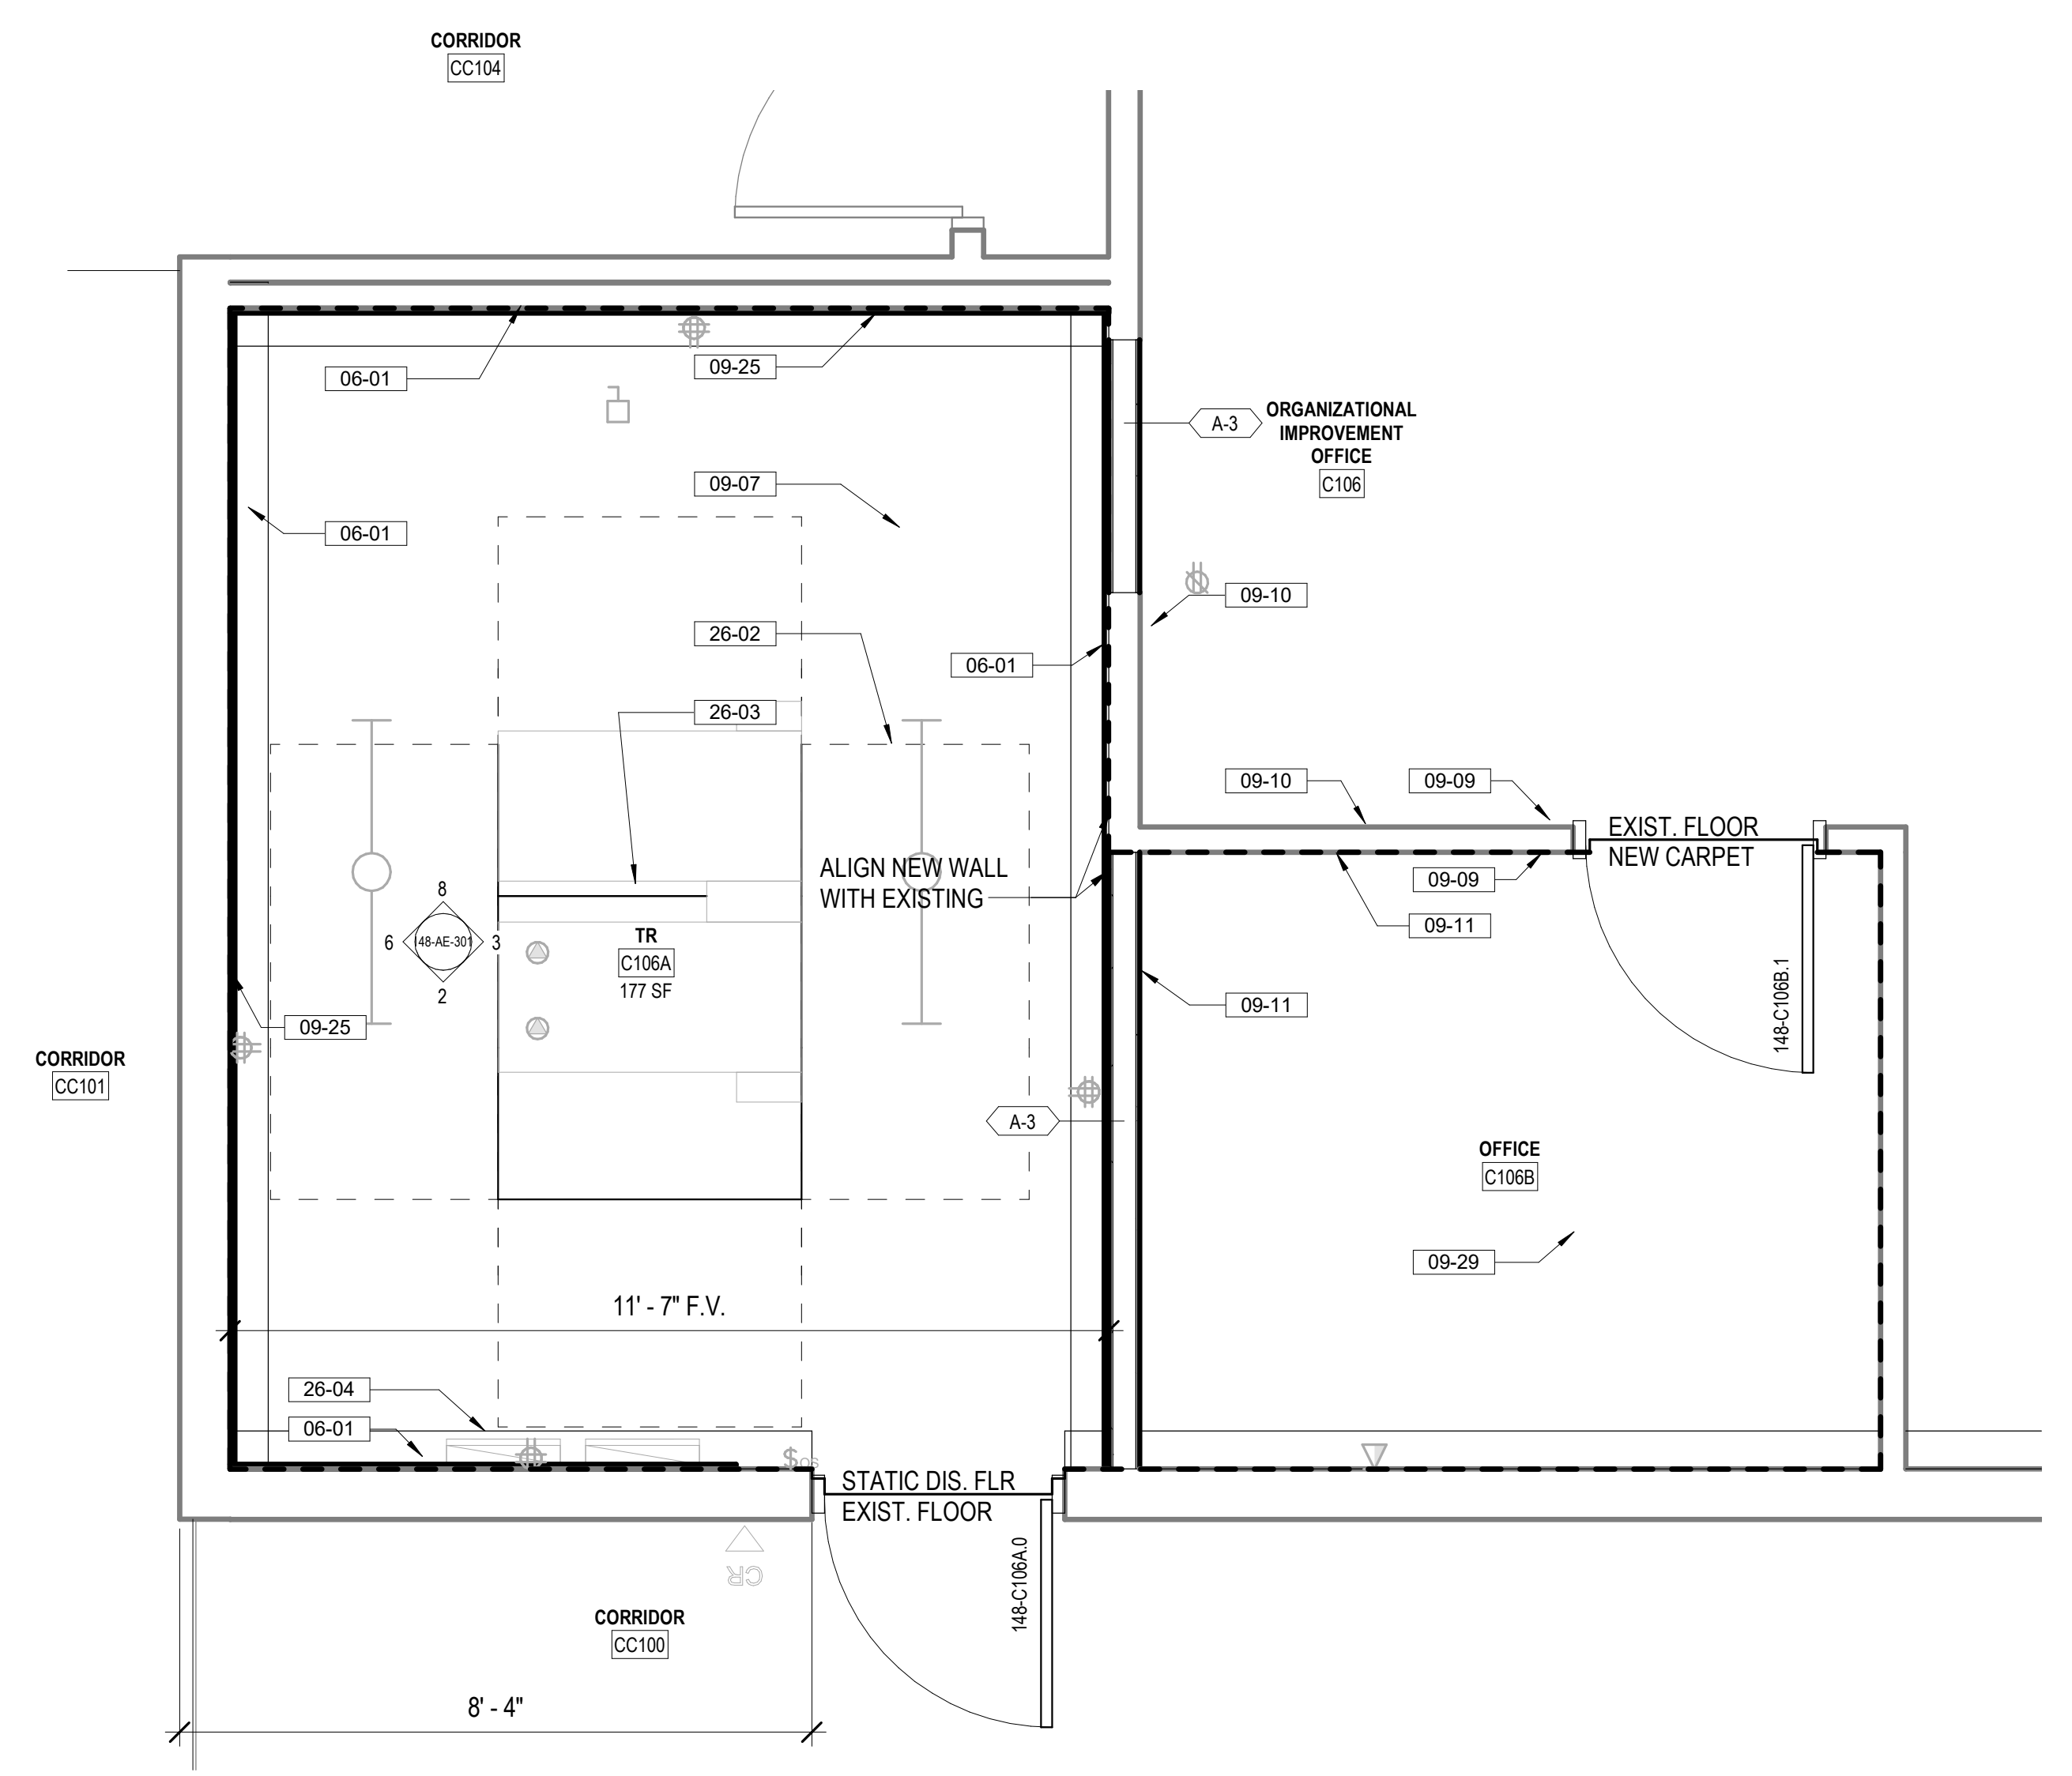 CORRIDOR
CC104
06-01
09-25
A-3
ORGANIZATIONAL
IMPROVEMENT
OFFICE
C106
09-07
06-01
09-10
26-02
06-01
26-03
09-10
09-09
EXIST. FLOOR
NEW CARPET
ALIGN NEW WALL
WITH EXISTING
09-09
09-11
8
6
148-AE-301
3
2
TR
C106A
177 SF
09-25
09-11
148-C106B.1
CORRIDOR
CC101
A-3
OFFICE
C106B
09-29
11' - 7" F.V.
26-04
06-01
$os
STATIC DIS. FLR
EXIST. FLOOR
CR
148-C106A.0
CORRIDOR
CC100
8' - 4"